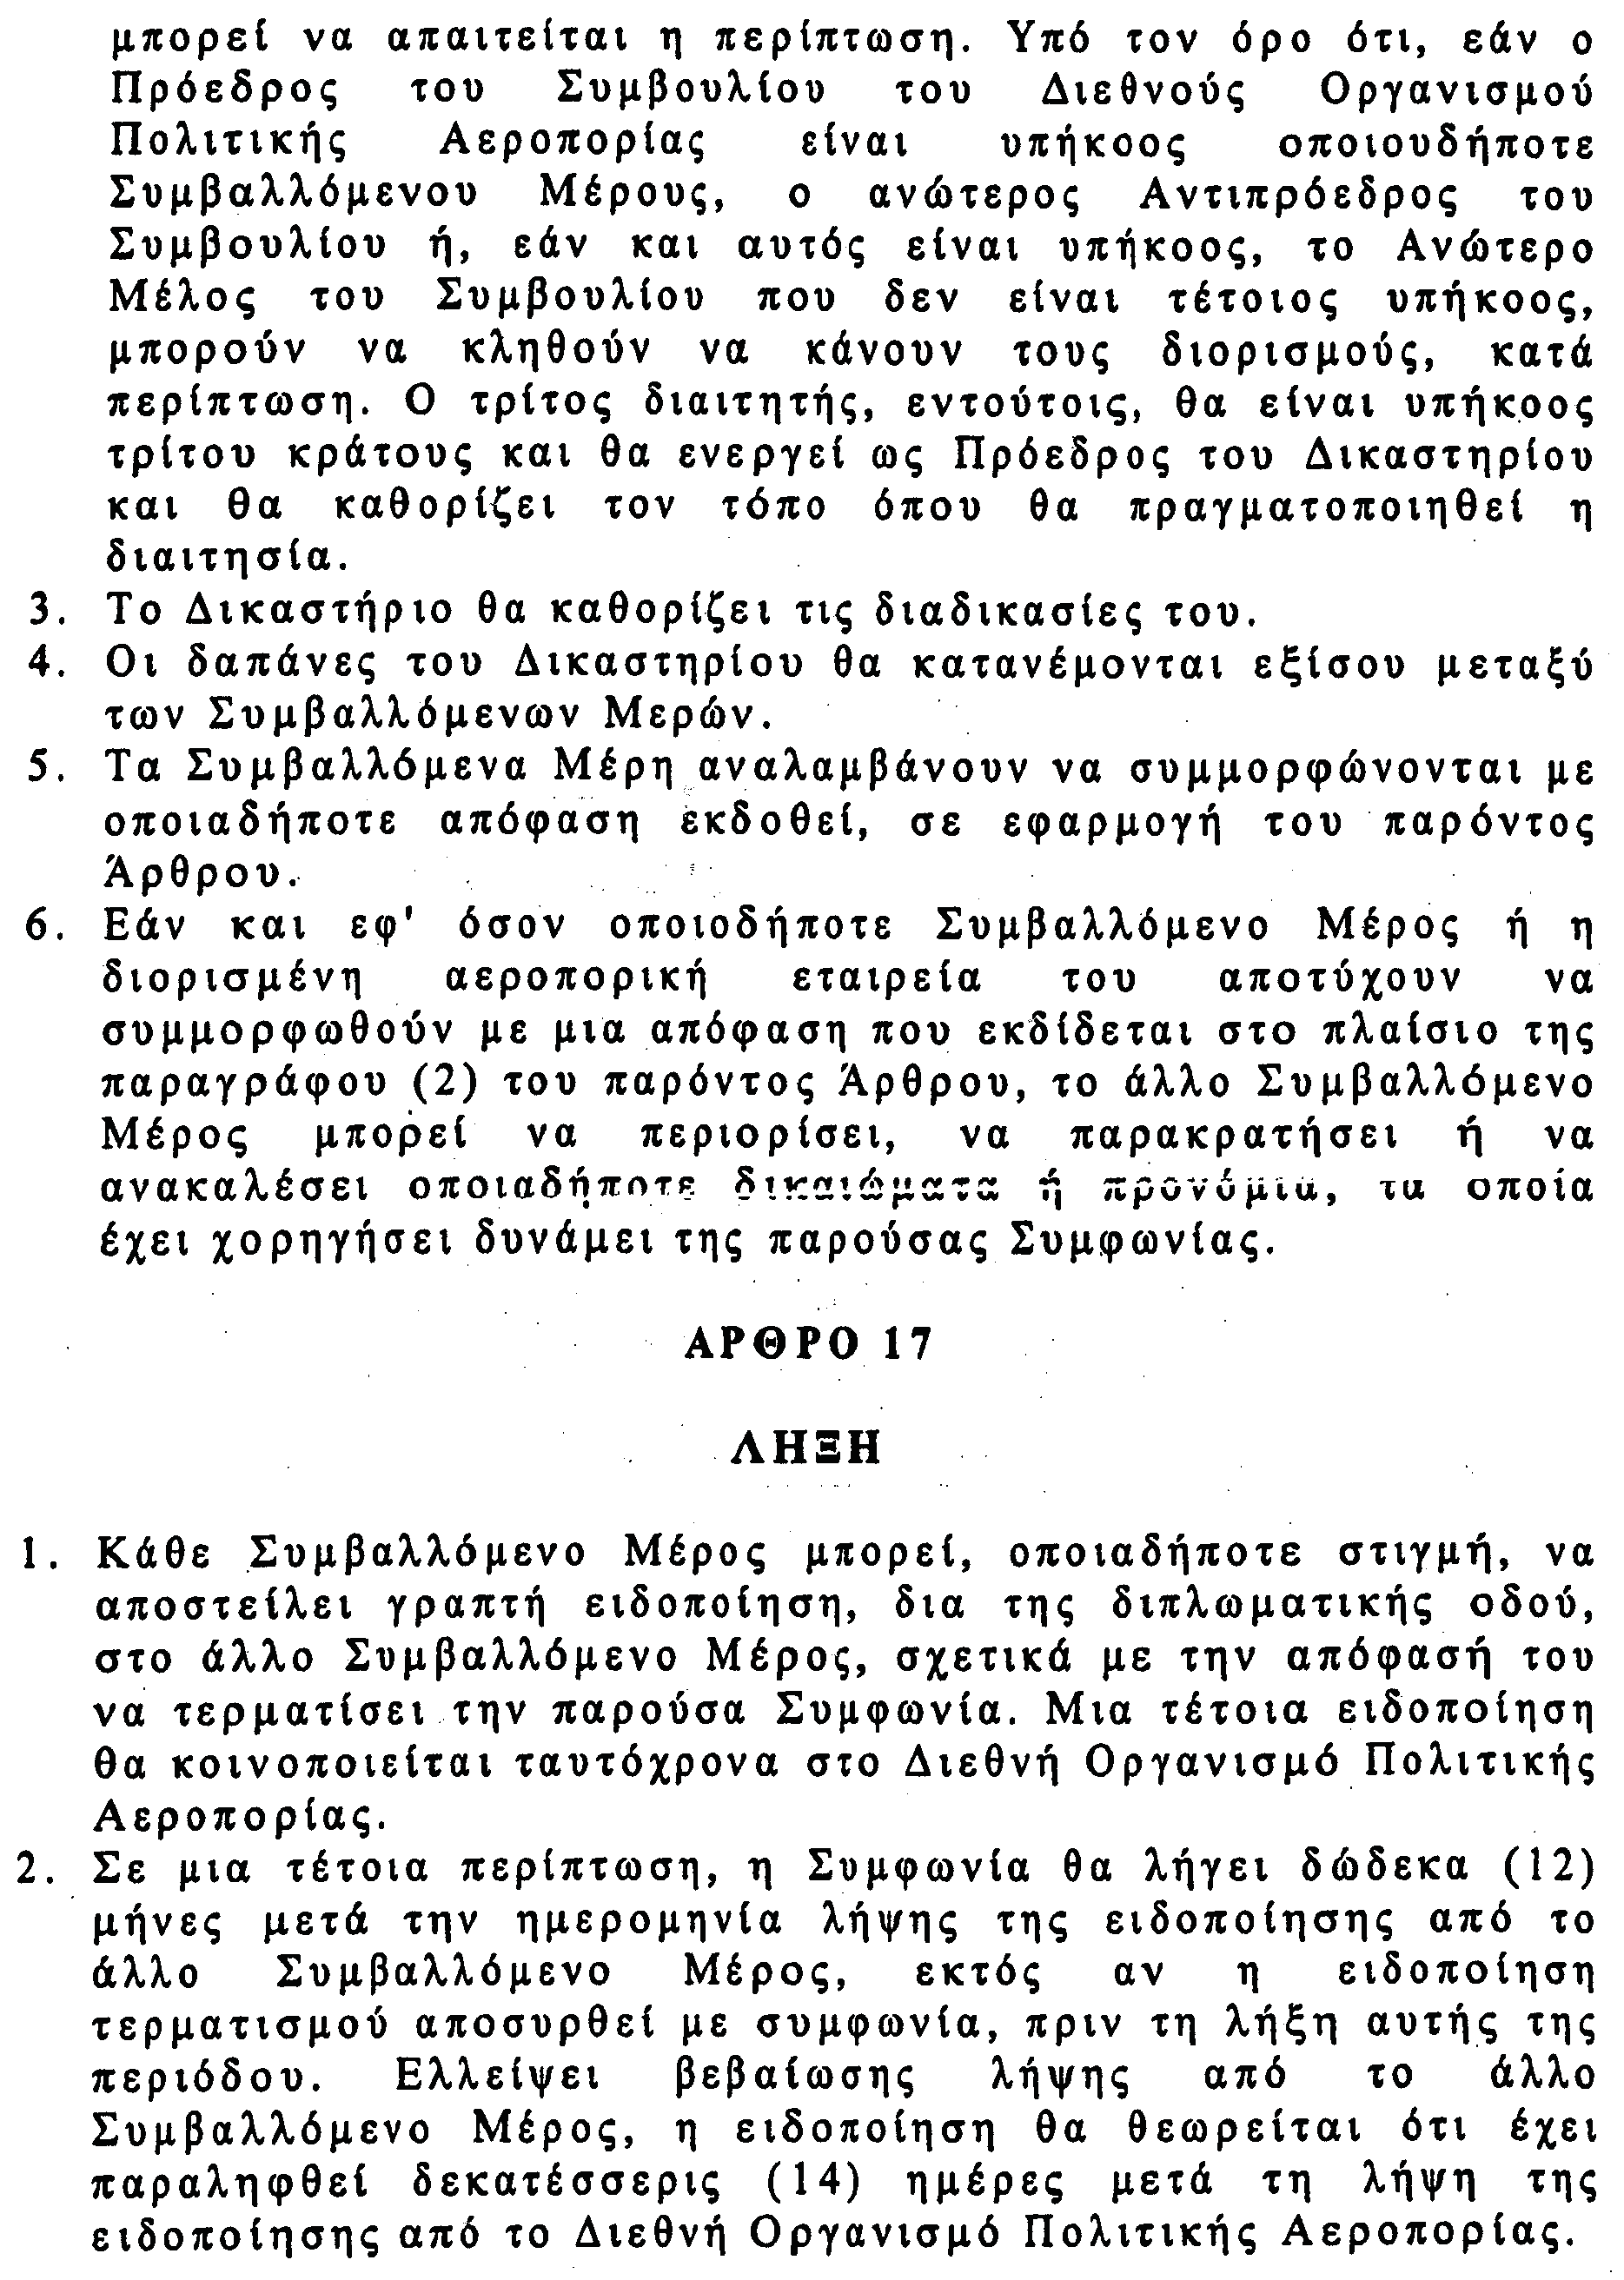 μπορεί να απαιτείται η περίπτωση. Υπό τον όρο ότι, εάν ο
Πρόεδρος του Συμβουλίου του Διεθνούς Οργανισμού
Πολιτικής Αεροπορίας είναι υπήκοος οποιουδήποτε
Συμβαλλόμενου Μέρους, ο ανώτερος Αντιπρόεδρος του
Συμβουλίου ή, εάν και αυτός είναι υπήκοος, το Ανώτερο
Μέλος του Συμβουλίου που δεν είναι τέτοιος υπήκοος,
μπορούν να κληθούν να κάνουν τους διορισμούς, κατά
περίπτωση. Ο τρίτος διαιτητής, εντούτοις, θα είναι υπήκοος
τρίτου κράτους και θα ενεργεί ως Πρόεδρος του Δικαστηρίου
και θα καθορίζει τον τόπο όπου θα πραγματοποιηθεί η
διαιτησία.
3. Το Δικαστήριο θα καθορίζει τις διαδικασίες του.
4. Οι δαπάνες του Δικαστηρίου θα κατανέμονται εξίσου μεταξύ
των Συμβαλλόμενων Μερών.
5. Τα Συμβαλλόμενα Μέρη αναλαμβάνουν να συμμορφώνονται με
οποιαδήποτε απόφαση εκδοθεί, σε εφαρμογή του παρόντος
Άρθρου.
6. Εάν και εφ' όσον οποιοδήποτε Συμβαλλόμενο Μέρος ή η
διορισμένη αεροπορική εταιρεία του αποτύχουν να
συμμορφωθούν με μια απόφαση που εκδίδεται στο πλαίσιο της
παραγράφου (2) του παρόντος Άρθρου, το άλλο Συμβαλλόμενο
Μέρος μπορεί να περιορίσει, να παρακρατήσει ή να
ανακαλέσει οποιαδήποτε δικαιώματα ή προνόμια, τα οποία
έχει χορηγήσει δυνάμει της παρούσας Συμφωνίας.
ΑΡΘΡΟ 17
ΛΗΞΗ
1. Κάθε Συμβαλλόμενο Μέρος μπορεί, οποιαδήποτε στιγμή, να
αποστείλει γραπτή ειδοποίηση, δια της διπλωματικής οδού,
στο άλλο Συμβαλλόμενο Μέρος, σχετικά με την απόφασή του
να τερματίσει την παρούσα Συμφωνία. Μια τέτοια ειδοποίηση
θα κοινοποιείται ταυτόχρονα στο Διεθνή Οργανισμό Πολιτικής
Αεροπορίας.
2. Σε μια τέτοια περίπτωση, η Συμφωνία θα λήγει δώδεκα (12)
μήνες μετά την ημερομηνία λήψης της ειδοποίησης από το
άλλο Συμβαλλόμενο Μέρος, εκτός αν η ειδοποίηση
τερματισμού αποσυρθεί με συμφωνία, πριν τη λήξη αυτής της
περιόδου. Ελλείψει βεβαίωσης λήψης από το άλλο
Συμβαλλόμενο Μέρος, η ειδοποίηση θα θεωρείται ότι έχει
παραληφθεί δεκατέσσερις (14) ημέρες μετά τη λήψη της
ειδοποίησης από το Διεθνή Οργανισμό Πολιτικής Αεροπορίας.